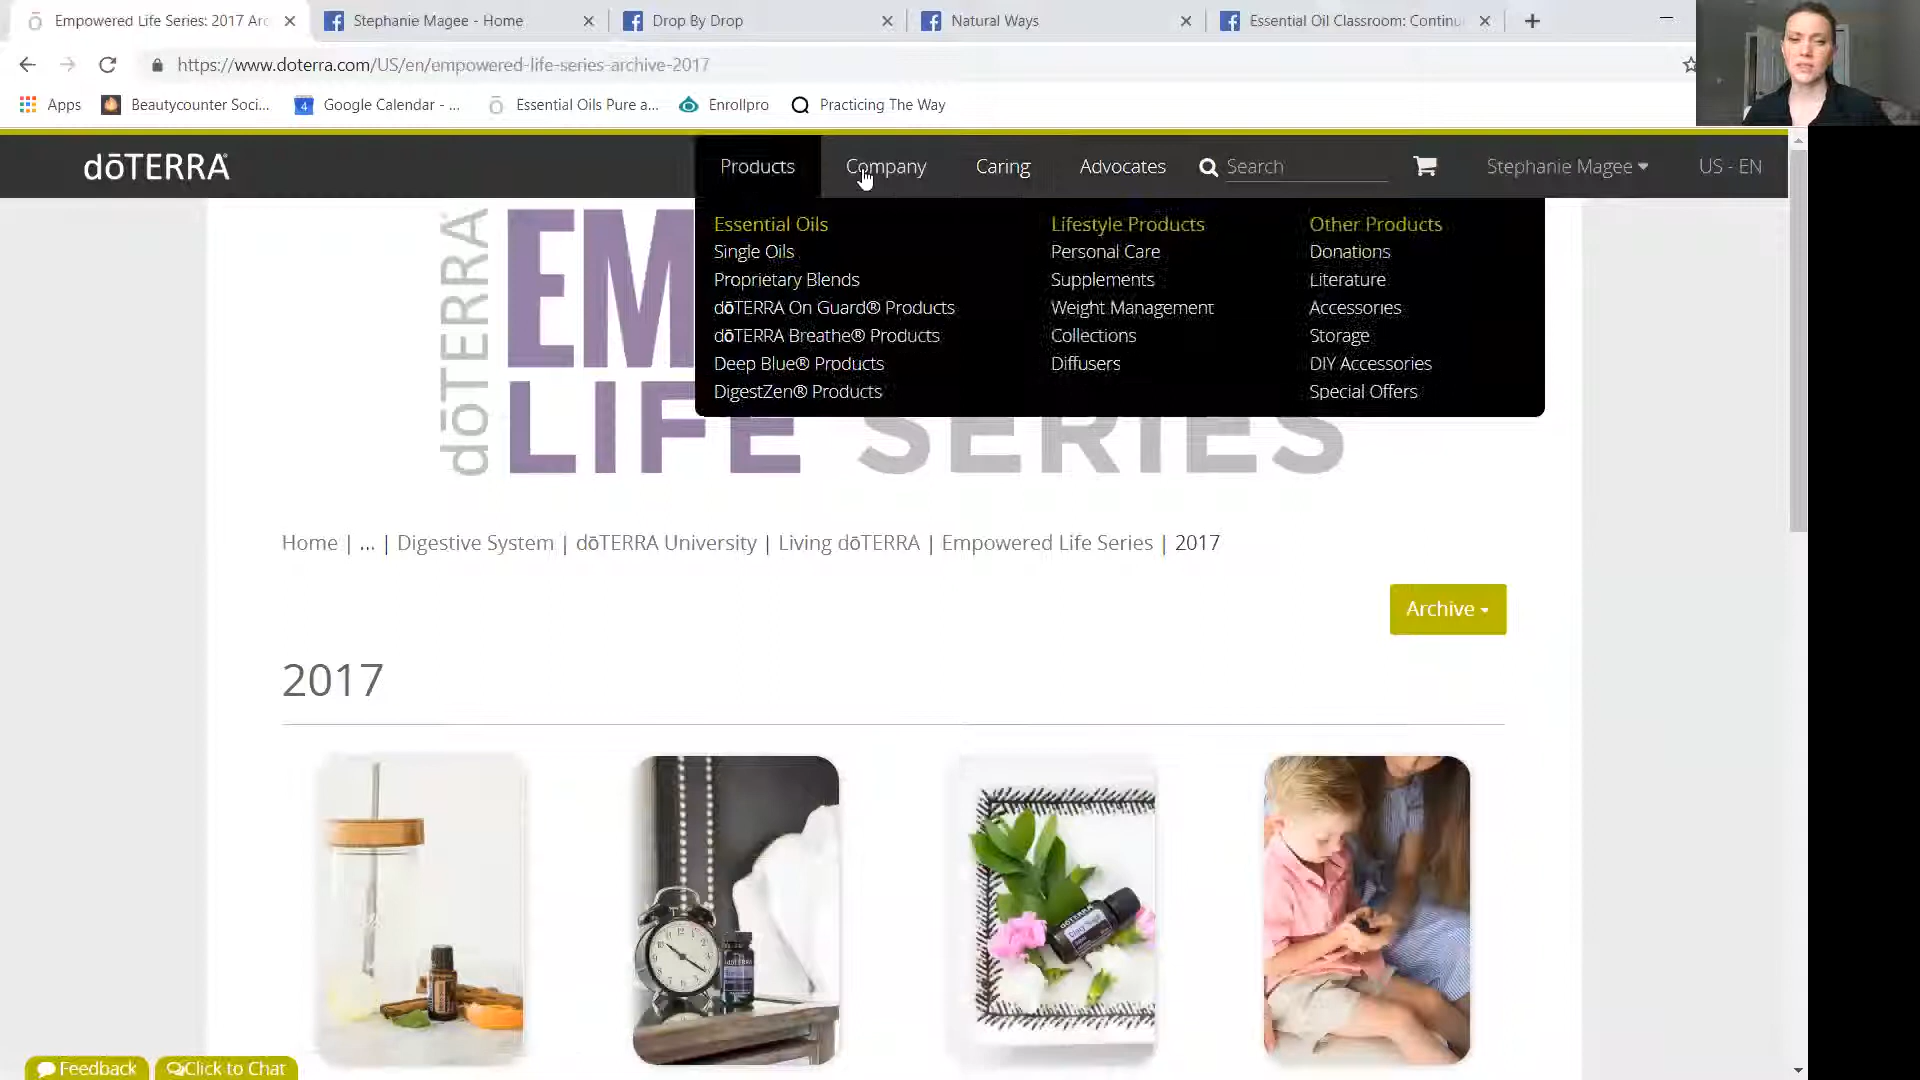 Empowered Life Series: 2017 Arc
Stephanie Magee - Home
Drop By Drop
Natural Ways
Essential Oil Classroom: Continu
https://www.doterra.com/US/en/empowered-life-series-archive-2017
Apps
Beautycounter Soci...
4
Google Calendar - ...
Essential Oils Pure a...
Enrollpro
Practicing The Way
dōTERRA
Products
Company
Caring
Advocates
Search
Stephanie Magee
US - EN
Essential Oils
Single Oils
Proprietary Blends
dōTERRA On Guard® Products
dōTERRA Breathe® Products
Deep Blue® Products
DigestZen® Products
Lifestyle Products
Personal Care
Supplements
Weight Management
Collections
Diffusers
Other Products
Donations
Literature
Accessories
Storage
DIY Accessories
Special Offers
dōTERRA
EM
LIFE SERIES
Home | ... | Digestive System | dōTERRA University | Living dōTERRA | Empowered Life Series | 2017
Archive
2017
Feedback
Click to Chat